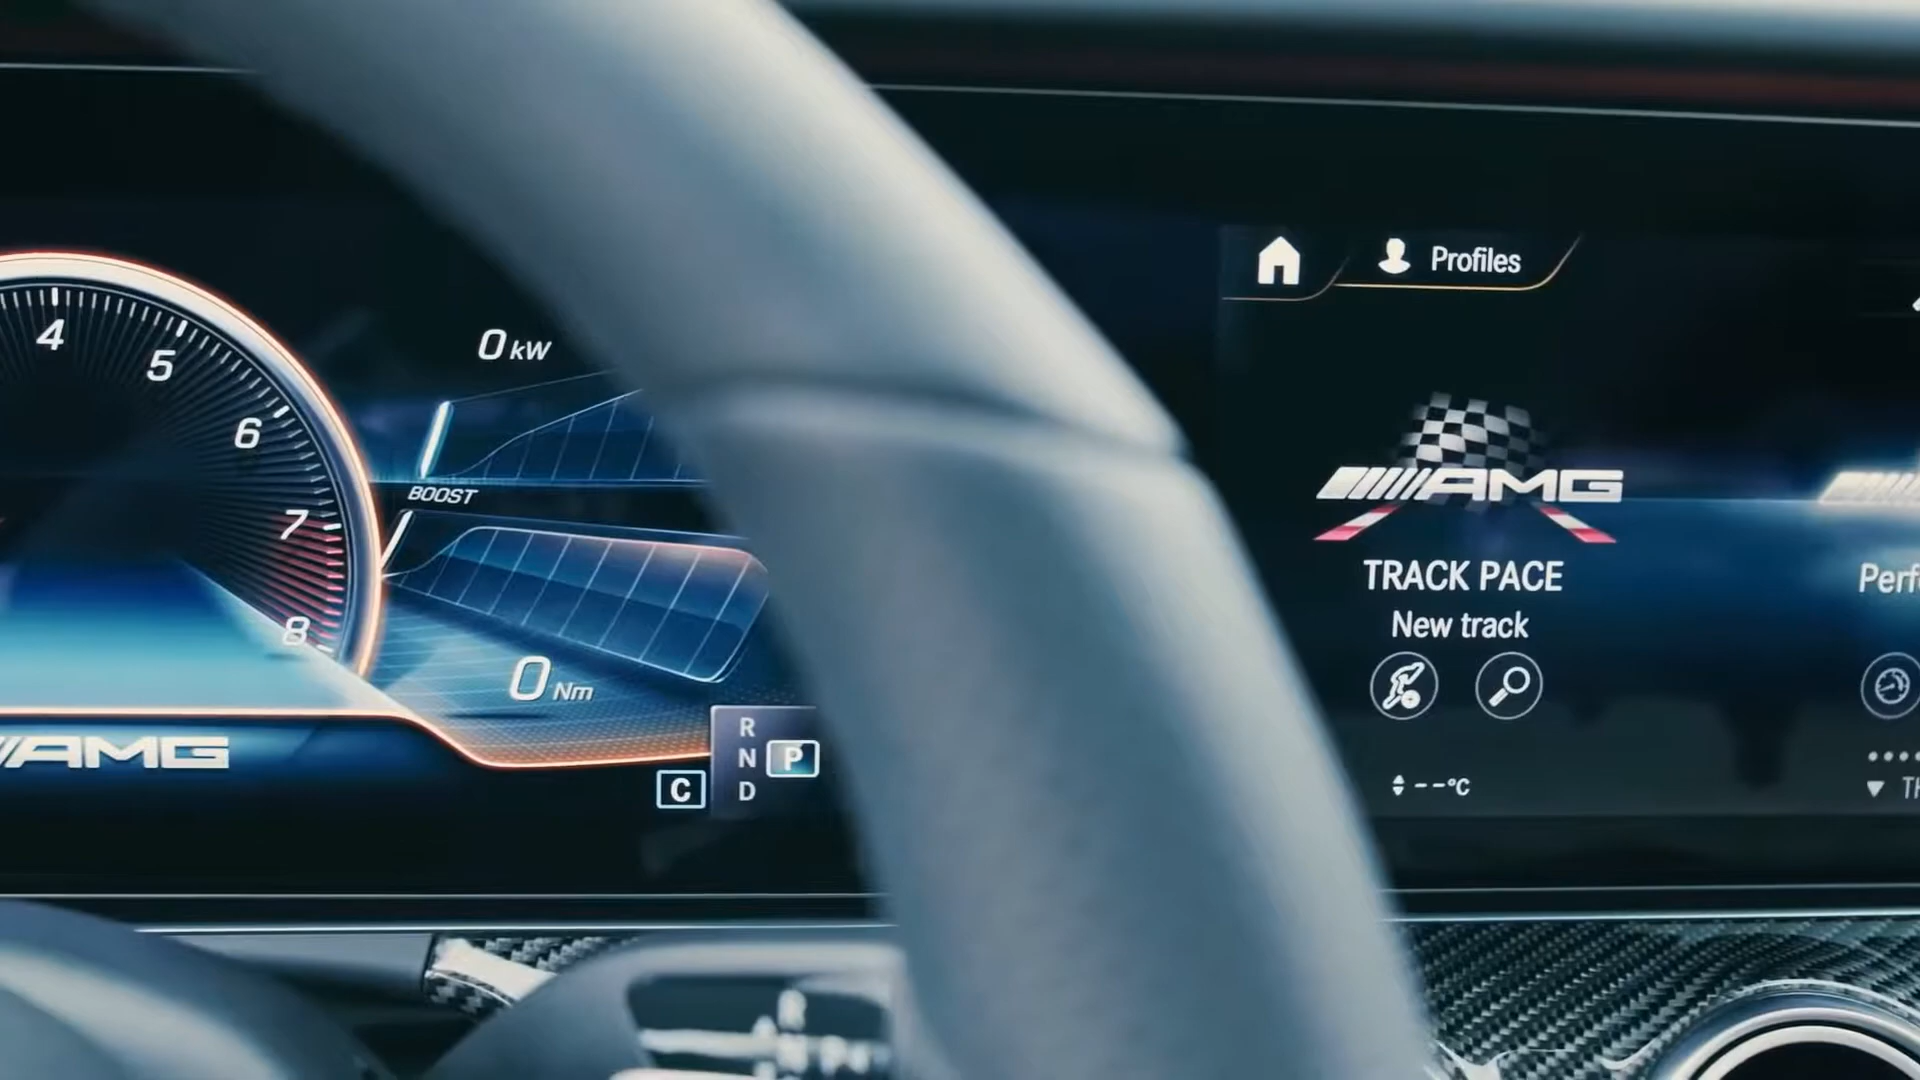 4
5
6
7
8
0 kW
BOOST
0 Nm
AMG
R
N P
D
C
Profiles
AMG
TRACK PACE
New track
--°C
R
N P